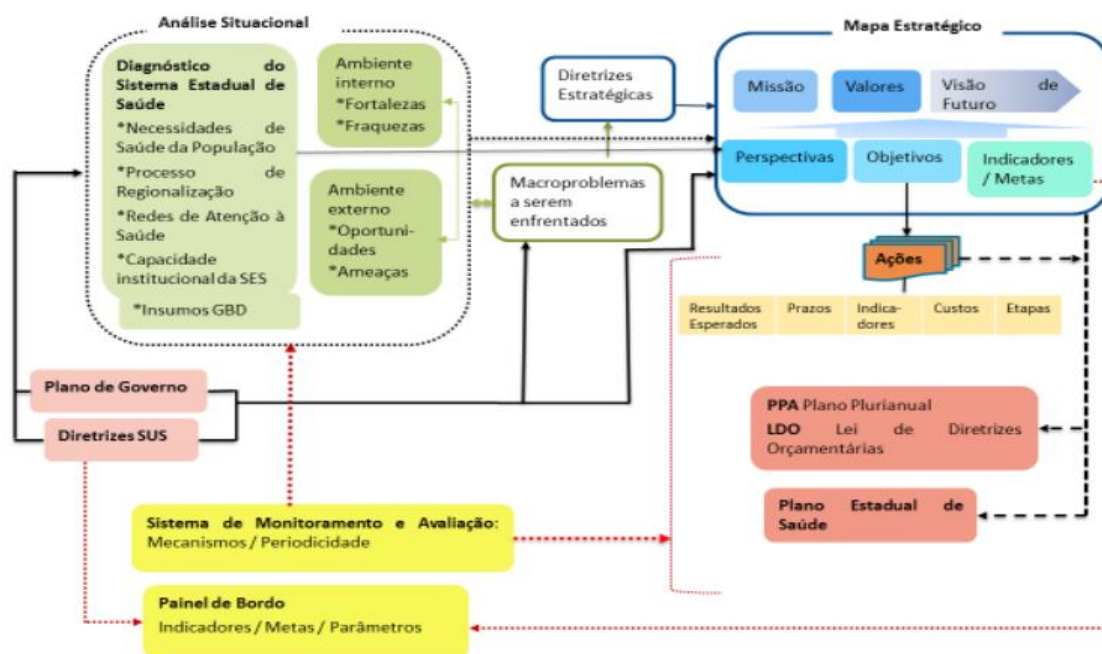 Análise Situacional
Diagnóstico do
Sistema Estadual de
Saúde
*Necessidades de
Saúde da População
*Processo de
Regionalização
*Redes de Atenção à
Saúde
*Capacidade
institucional da SES
*Insumos GBD
Ambiente
interno
*Fortalezas
*Fraquezas
Ambiente
externo
*Oportuni-
dades
*Ameaças
Diretrizes
Estratégicas
Macroproblemas
a serem
enfrentados
Mapa Estratégico
Missão
Valores
Visão de
Futuro
Perspectivas
Objetivos
Indicadores
/ Metas
Ações
Resultados
Esperados
Prazos
Indica-
dores
Custos
Etapas
Plano de Governo
Diretrizes SUS
PPA Plano Plurianual
LDO Lei de Diretrizes
Orçamentárias
Plano Estadual de
Saúde
Sistema de Monitoramento e Avaliação:
Mecanismos / Periodicidade
Painel de Bordo
Indicadores / Metas / Parâmetros